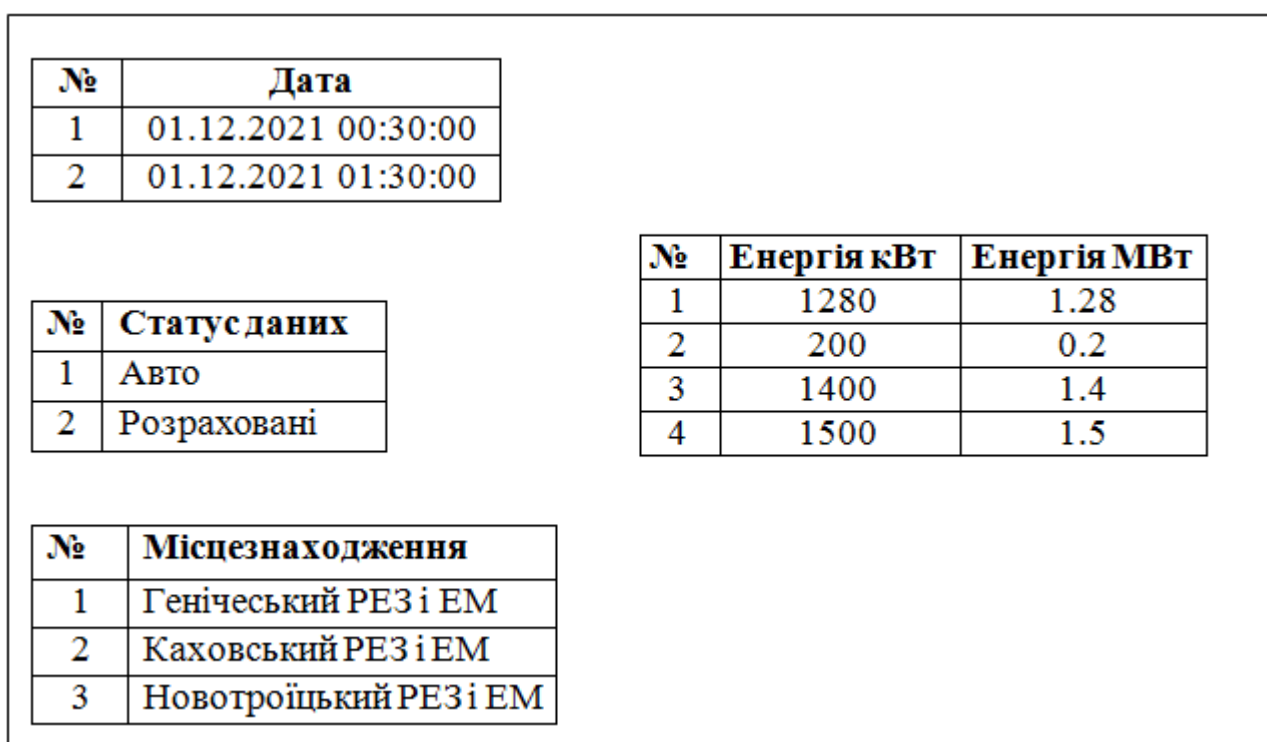 № Дата
1 01.12.2021 00:30:00
2 01.12.2021 01:30:00
№ Енергія кВт Енергія МВт
1 1280 1.28
2 200 0.2
3 1400 1.4
4 1500 1.5
№ Статус даних
1 Авто
2 Розраховані
№ Місцезнаходження
1 Генічеський РЕЗ і ЕМ
2 Каховський РЕЗ і ЕМ
3 Новотроїцький РЕЗ і ЕМ